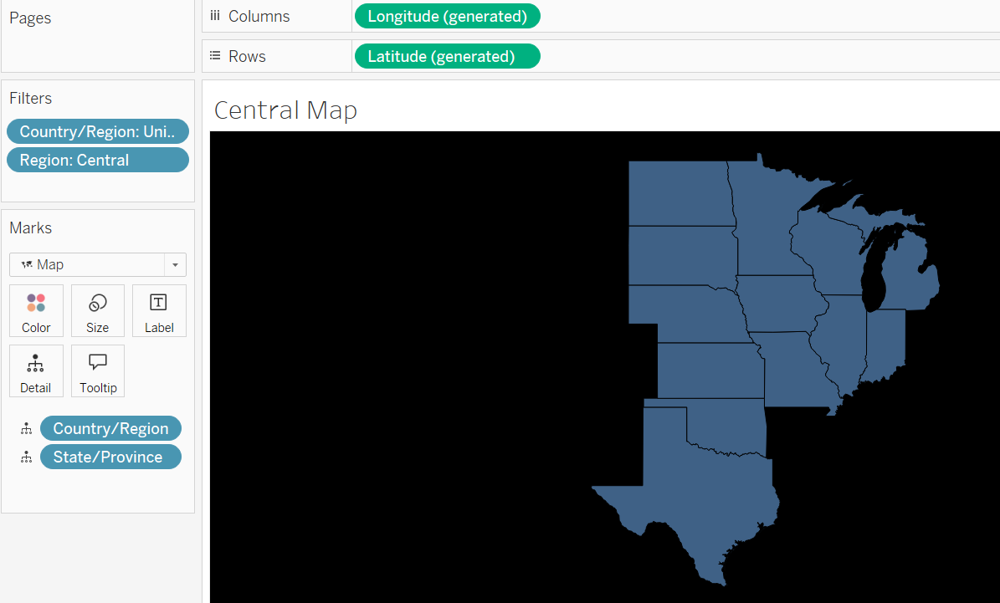 Pages
Columns
Longitude (generated)
Rows
Latitude (generated)
Filters
Country/Region: Uni..
Region: Central
Central Map
Marks
Map
Color
Size
T
Label
Detail
Tooltip
Country/Region
State/Province